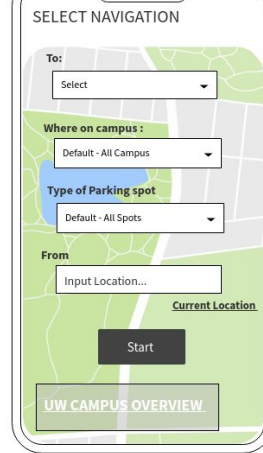 SELECT NAVIGATION
To:
Select
Where on campus :
Default - All Campus
Type of Parking spot
Default - All Spots
From
Input Location...
Current Location
Start
UW CAMPUS OVERVIEW